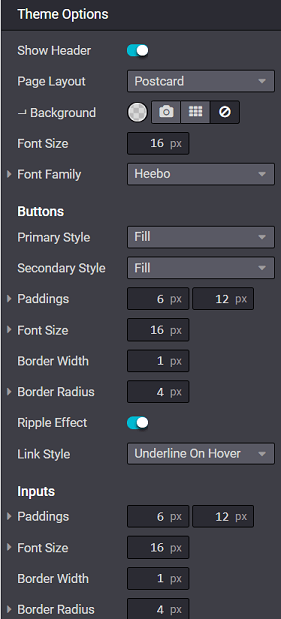 Theme Options
Show Header
Page Layout Postcard
Background
Font Size 16 px
Font Family Heebo
Buttons
Primary Style Fill
Secondary Style Fill
Paddings 6 px 12 px
Font Size 16 px
Border Width 1 px
Border Radius 4 px
Ripple Effect
Link Style Underline On Hover
Inputs
Paddings 6 px 12 px
Font Size 16 px
Border Width 1 px
Border Radius 4 px